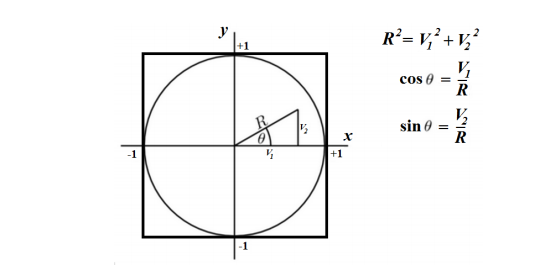 y
+1
R² = V₁² + V₂²
cos θ = V₁/R
sin θ = V₂/R
R
θ
V₂
V₁
x
-1
+1
-1